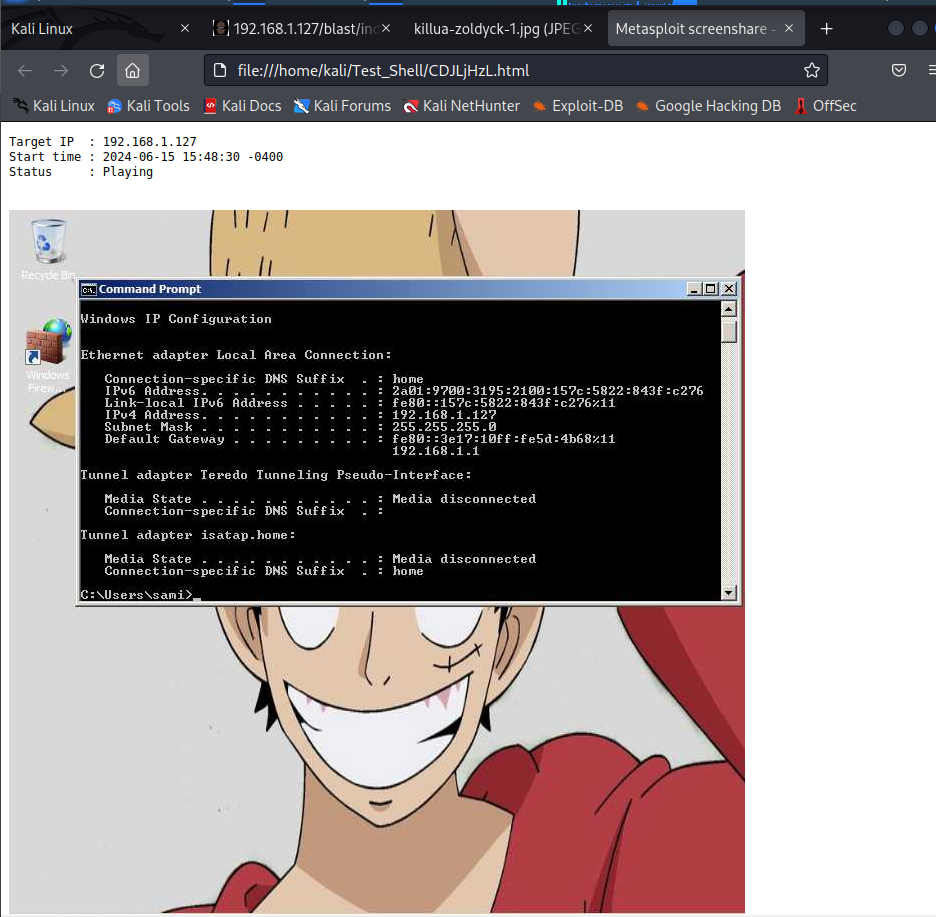 Kali Linux
192.168.1.127/blast/in
killua-zoldyck-1.jpg (JPEG
Metasploit screenshare -
file:///home/kali/Test_Shell/CDJLjHzL.html
Kali Linux Kali Tools Kali Docs Kali Forums Kali NetHunter Exploit-DB Google Hacking DB OffSec
Target IP : 192.168.1.127
Start time : 2024-06-15 15:48:30 -0400
Status : Playing
Recycle Bin
Windows
Firew...
Command Prompt
Windows IP Configuration
Ethernet adapter Local Area Connection:
Connection-specific DNS Suffix . : home
IPv6 Address. . . . . . . . . . . : 2a01:9700:3195:2100:157c:5822:843f:c276
Link-local IPv6 Address . . . . . : fe80::157c:5822:843f:c276%11
IPv4 Address. . . . . . . . . . . : 192.168.1.127
Subnet Mask . . . . . . . . . . . : 255.255.255.0
Default Gateway . . . . . . . . . : fe80::3e17:10ff:fe5d:4b68%11
192.168.1.1
Tunnel adapter Teredo Tunneling Pseudo-Interface:
Media State . . . . . . . . . . . : Media disconnected
Connection-specific DNS Suffix . :
Tunnel adapter isatap.home:
Media State . . . . . . . . . . . : Media disconnected
Connection-specific DNS Suffix . : home
C:\Users\sami>_